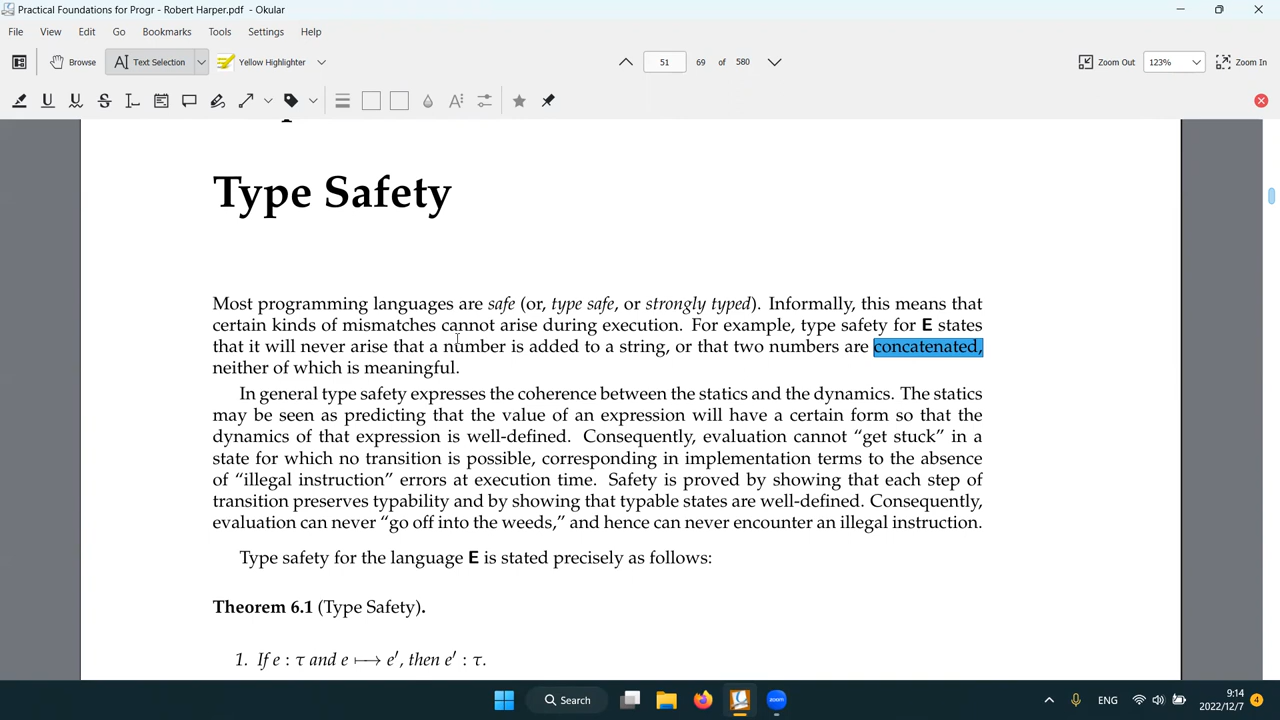 Practical Foundations for Progr - Robert Harper.pdf - Okular
File View Edit Go Bookmarks Tools Settings Help
Browse Text Selection Yellow Highlighter 51 69 of 580 Zoom Out 123% Zoom In
Type Safety
Most programming languages are safe (or, type safe, or strongly typed). Informally, this means that
certain kinds of mismatches cannot arise during execution. For example, type safety for E states
that it will never arise that a number is added to a string, or that two numbers are concatenated,
neither of which is meaningful.
In general type safety expresses the coherence between the statics and the dynamics. The statics
may be seen as predicting that the value of an expression will have a certain form so that the
dynamics of that expression is well-defined. Consequently, evaluation cannot “get stuck” in a
state for which no transition is possible, corresponding in implementation terms to the absence
of “illegal instruction” errors at execution time. Safety is proved by showing that each step of
transition preserves typability and by showing that typable states are well-defined. Consequently,
evaluation can never “go off into the weeds,” and hence can never encounter an illegal instruction.
Type safety for the language E is stated precisely as follows:
Theorem 6.1 (Type Safety).
1. If e : τ and e ⟼ e′, then e′ : τ.
Search zoom ENG 9:14
2022/12/7 4